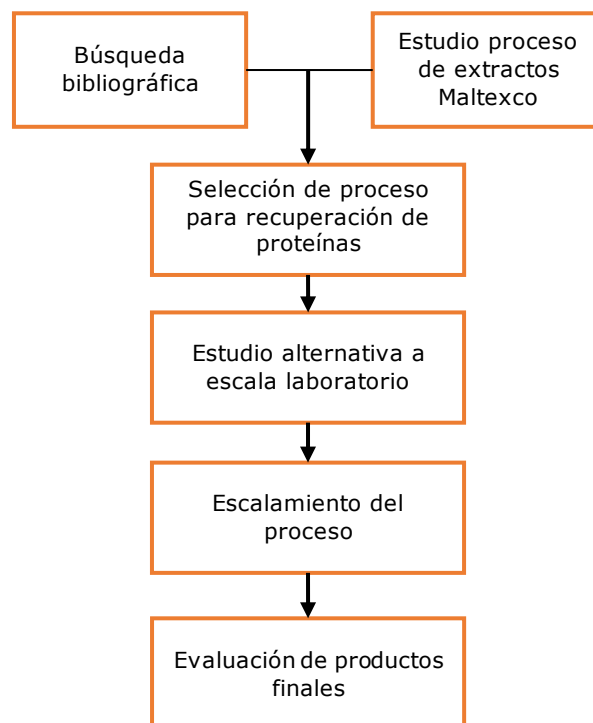 Búsqueda
bibliográfica
Estudio proceso
de extractos
Maltexco
Selección de proceso
para recuperación de
proteínas
Estudio alternativa a
escala laboratorio
Escalamiento del
proceso
Evaluación de productos
finales